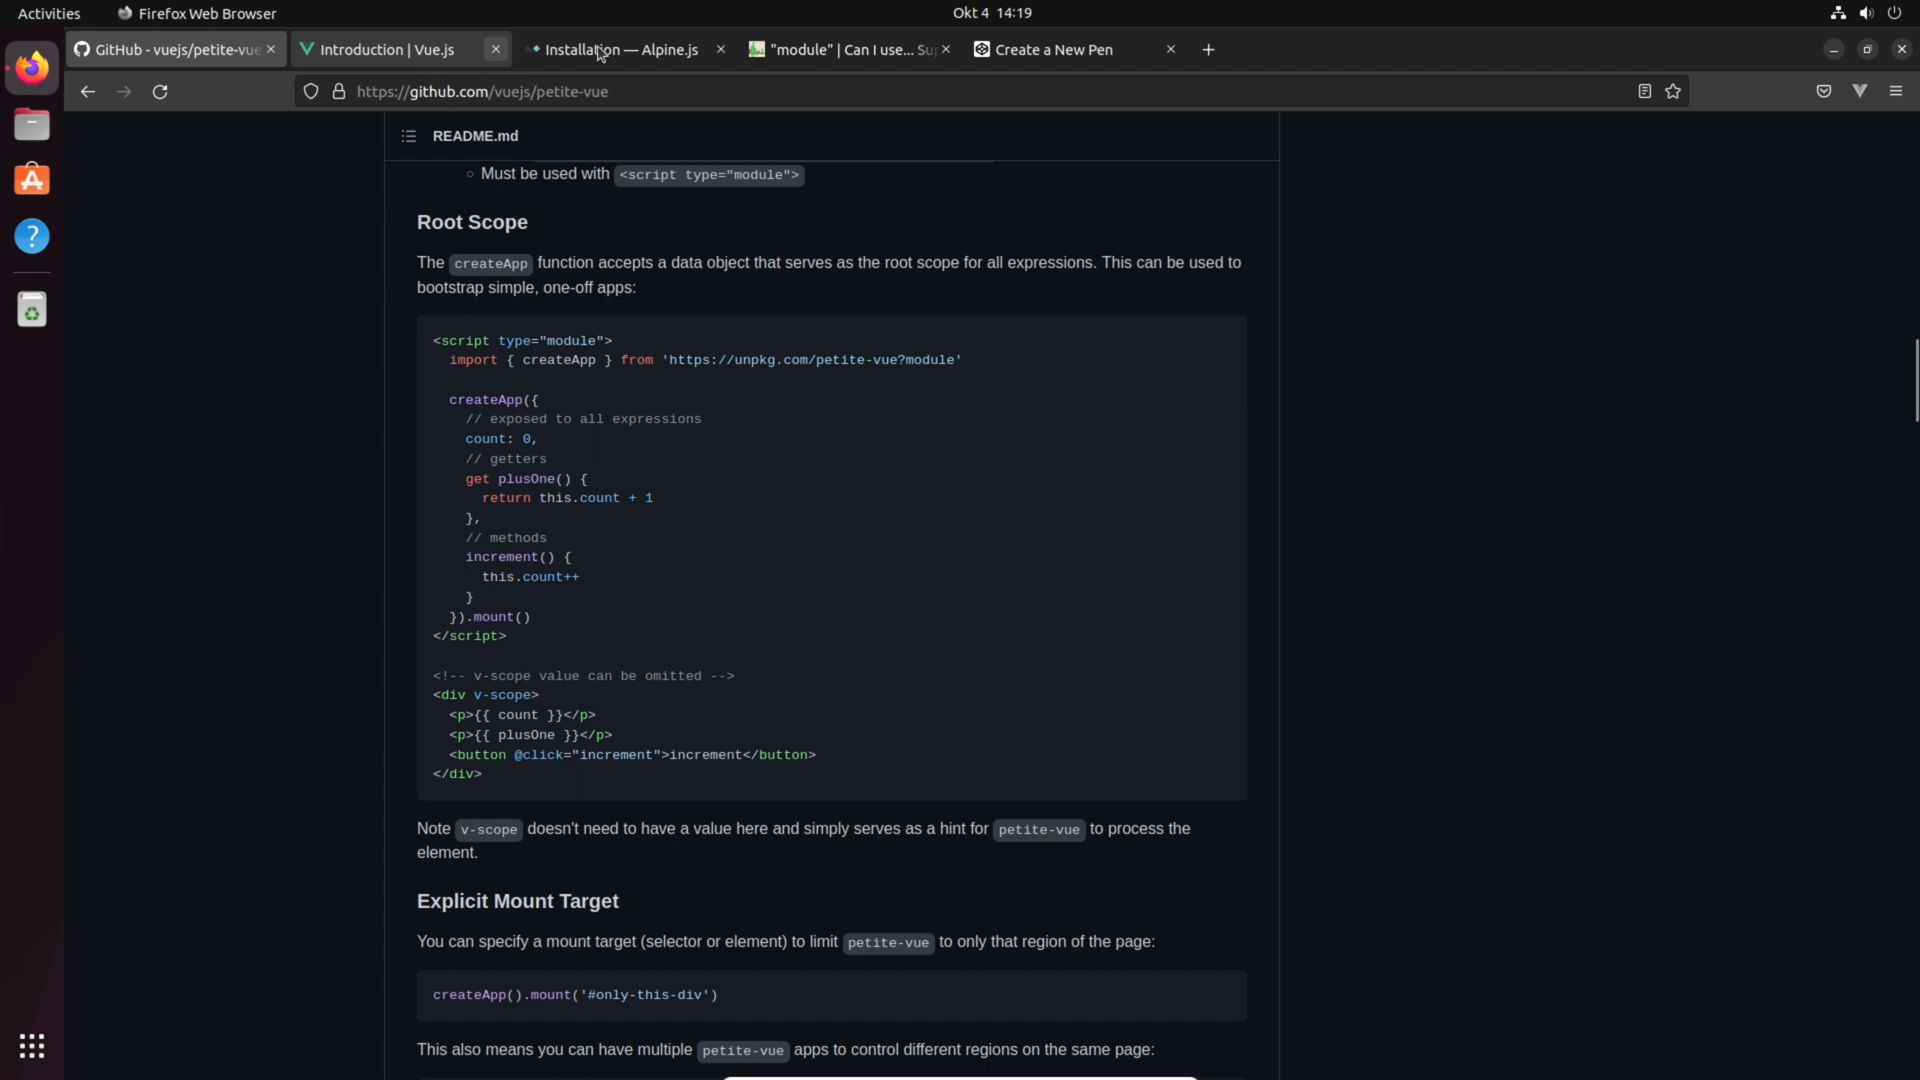 Activities
Firefox Web Browser
Okt 4 14:19
GitHub - vuejs/petite-vue
Introduction | Vue.js
Installation — Alpine.js
"module" | Can I use... Su
Create a New Pen
https://github.com/vuejs/petite-vue
README.md
Must be used with <script type="module">
Root Scope
The createApp function accepts a data object that serves as the root scope for all expressions. This can be used to
bootstrap simple, one-off apps:
<script type="module">
import { createApp } from 'https://unpkg.com/petite-vue?module'
createApp({
// exposed to all expressions
count: 0,
// getters
get plusOne() {
return this.count + 1
},
// methods
increment() {
this.count++
}
}).mount()
</script>
<!-- v-scope value can be omitted -->
<div v-scope>
<p>{{ count }}</p>
<p>{{ plusOne }}</p>
<button @click="increment">increment</button>
</div>
Note v-scope doesn't need to have a value here and simply serves as a hint for petite-vue to process the
element.
Explicit Mount Target
You can specify a mount target (selector or element) to limit petite-vue to only that region of the page:
createApp().mount('#only-this-div')
This also means you can have multiple petite-vue apps to control different regions on the same page: